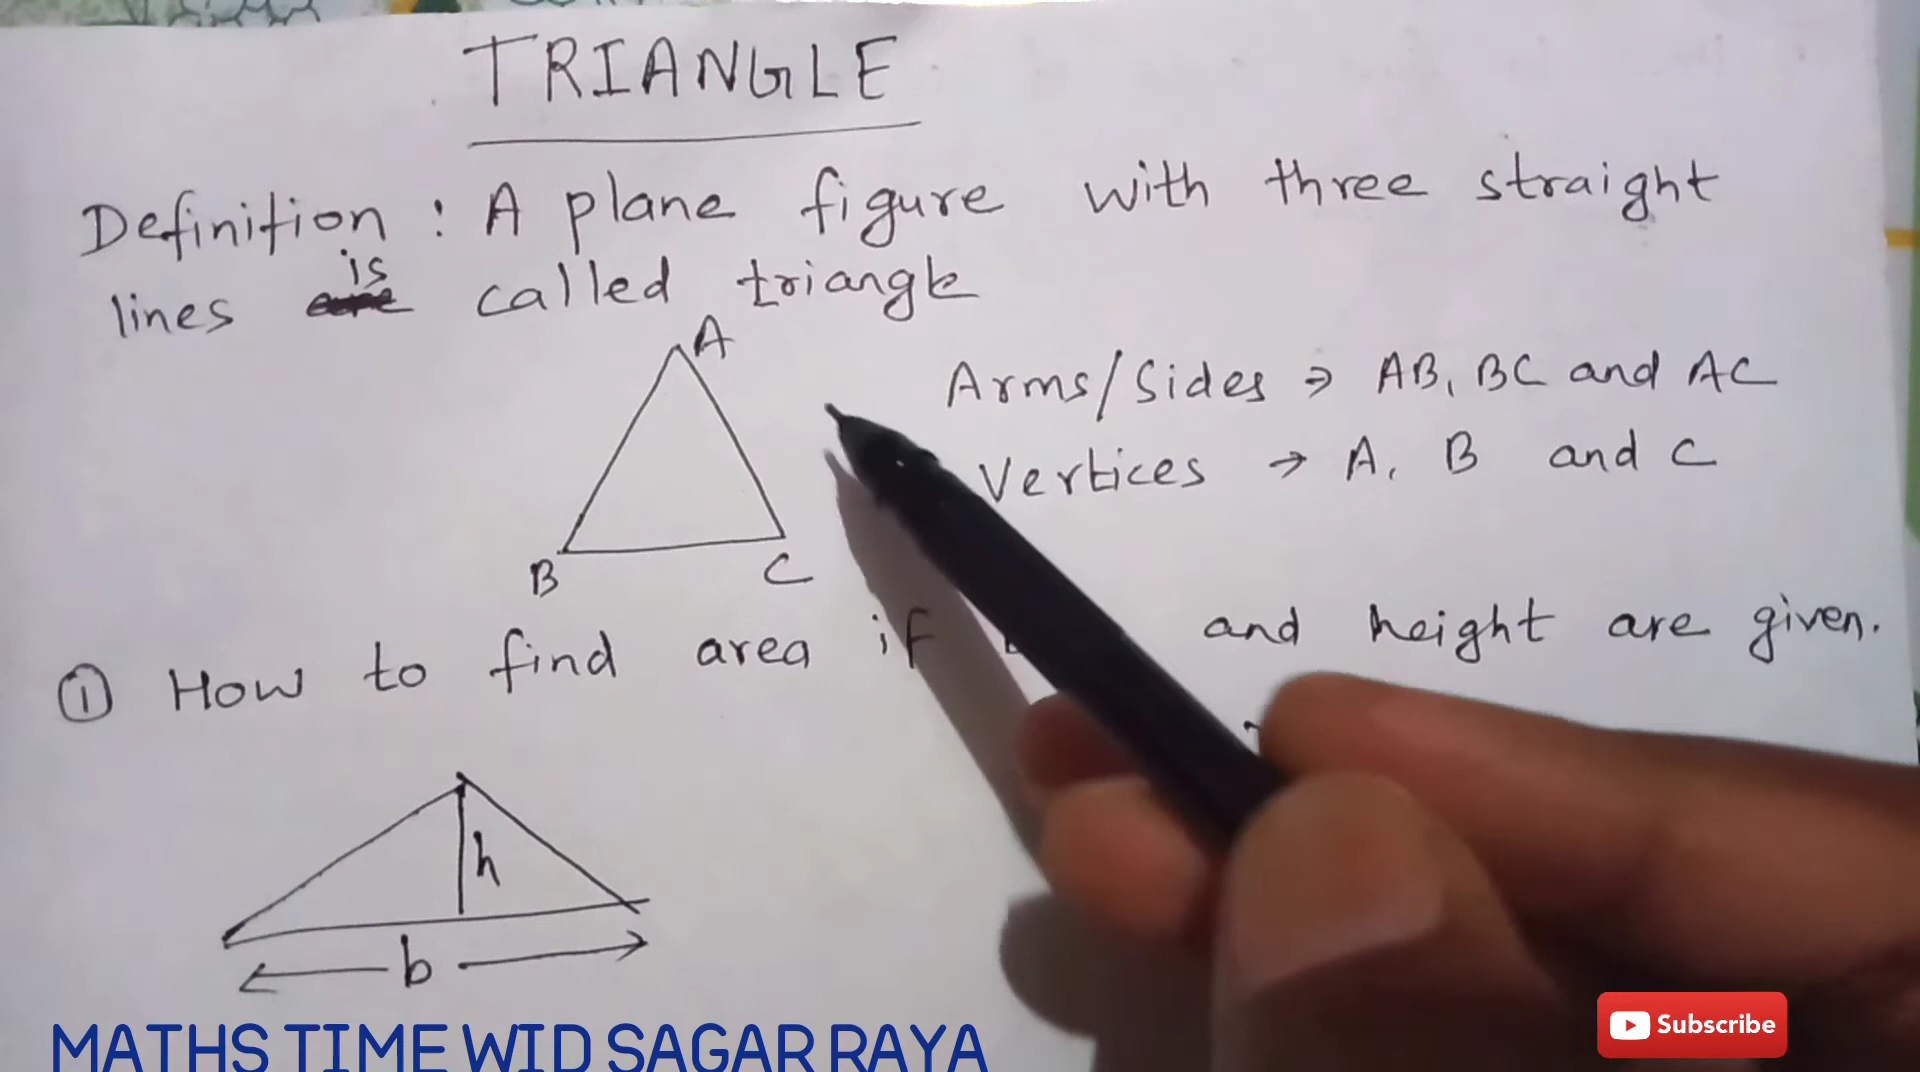 TRIANGLE
Definition : A plane figure with three straight
is
lines called triangle
A
Arms/Sides → AB, BC and AC
Vertices → A, B and C
B
C
① How to find area if and height are given.
h
b
MATHS TIME WID SAGAR RAYA
Subscribe